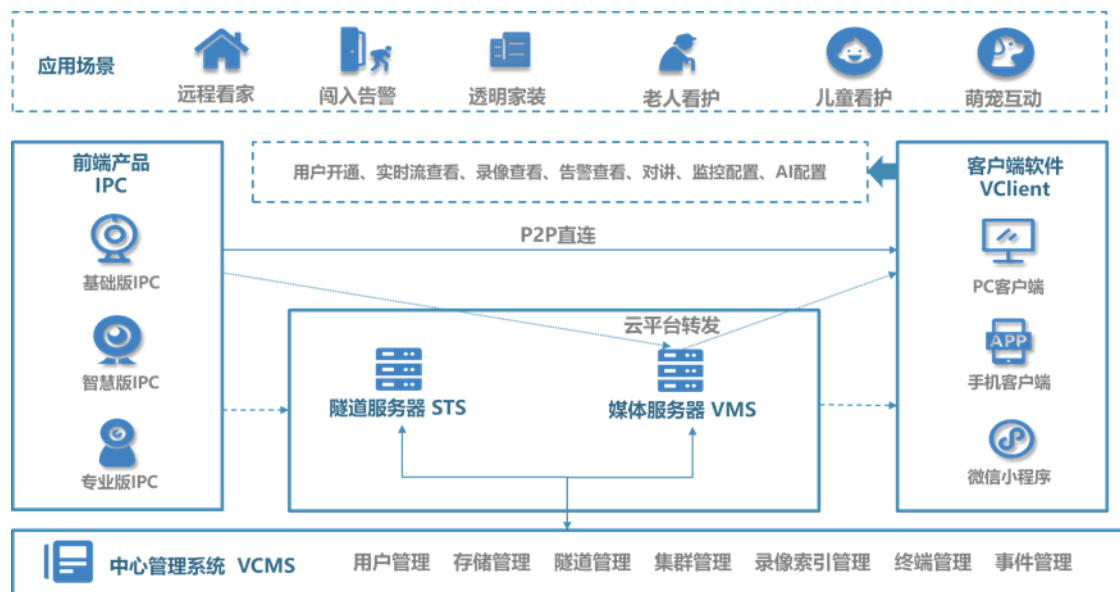 应用场景
远程看家
闯入告警
透明家装
老人看护
儿童看护
萌宠互动
前端产品
IPC
基础版IPC
智慧版IPC
专业版IPC
用户开通、实时流查看、录像查看、告警查看、对讲、监控配置、AI配置
P2P直连
云平台转发
隧道服务器 STS
媒体服务器 VMS
客户端软件
VClient
PC客户端
APP
手机客户端
微信小程序
中心管理系统 VCMS
用户管理 存储管理 隧道管理 集群管理 录像索引管理 终端管理 事件管理